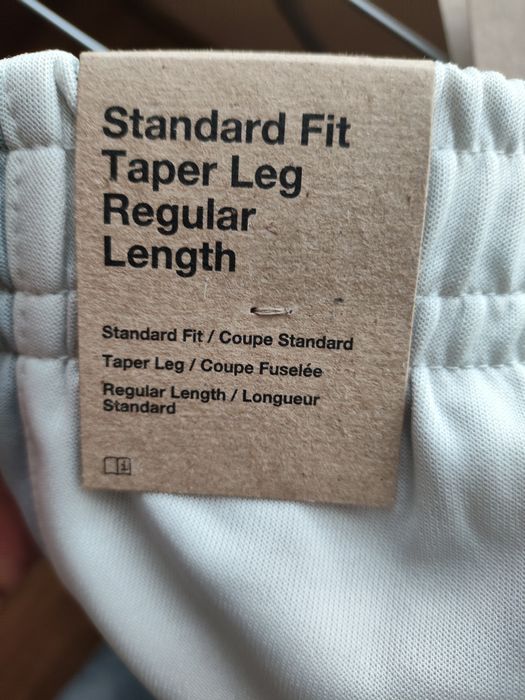 Standard Fit
Taper Leg
Regular
Length
Standard Fit / Coupe Standard
Taper Leg / Coupe Fuselée
Regular Length / Longueur
Standard
i